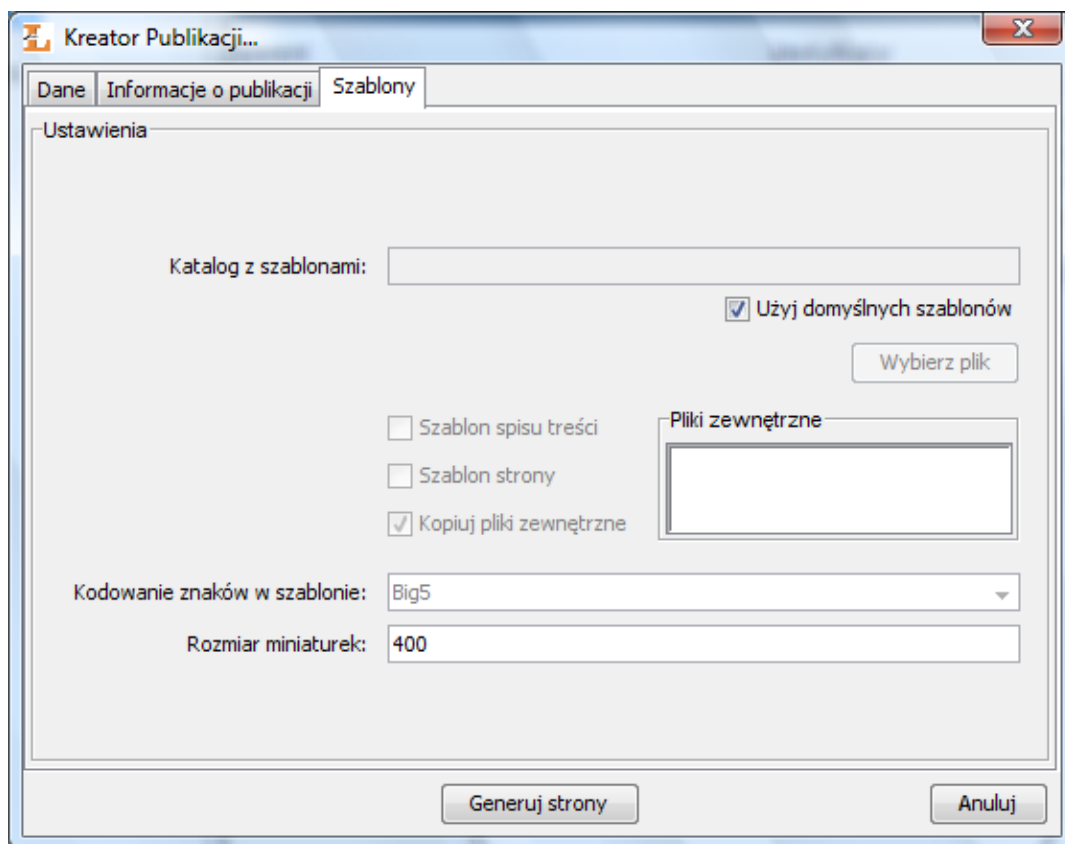 Kreator Publikacji...
Dane Informacje o publikacji Szablony
Ustawienia
Katalog z szablonami:
Użyj domyślnych szablonów
Wybierz plik
Szablon spisu treści
Pliki zewnętrzne
Szablon strony
Kopiuj pliki zewnętrzne
Kodowanie znaków w szablonie: Big5
Rozmiar miniaturek: 400
Generuj strony Anuluj